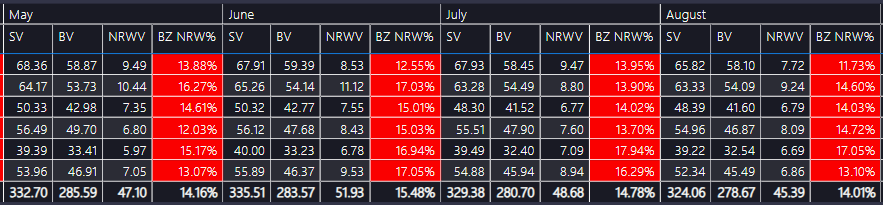 May June July August
SV BV NRWV BZ NRW% SV BV NRWV BZ NRW% SV BV NRWV BZ NRW% SV BV NRWV BZ NRW%
68.36 58.87 9.49 13.88% 67.91 59.39 8.53 12.55% 67.93 58.45 9.47 13.95% 65.82 58.10 7.72 11.73%
64.17 53.73 10.44 16.27% 65.26 54.14 11.12 17.03% 63.28 54.49 8.80 13.90% 63.33 54.09 9.24 14.60%
50.33 42.98 7.35 14.61% 50.32 42.77 7.55 15.01% 48.30 41.52 6.77 14.02% 48.39 41.60 6.79 14.03%
56.49 49.70 6.80 12.03% 56.12 47.68 8.43 15.03% 55.51 47.90 7.60 13.70% 54.96 46.87 8.09 14.72%
39.39 33.41 5.97 15.17% 40.00 33.23 6.78 16.94% 39.49 32.40 7.09 17.94% 39.22 32.54 6.69 17.05%
53.96 46.91 7.05 13.07% 55.89 46.37 9.53 17.05% 54.88 45.94 8.94 16.29% 52.34 45.49 6.86 13.10%
332.70 285.59 47.10 14.16% 335.51 283.57 51.93 15.48% 329.38 280.70 48.68 14.78% 324.06 278.67 45.39 14.01%